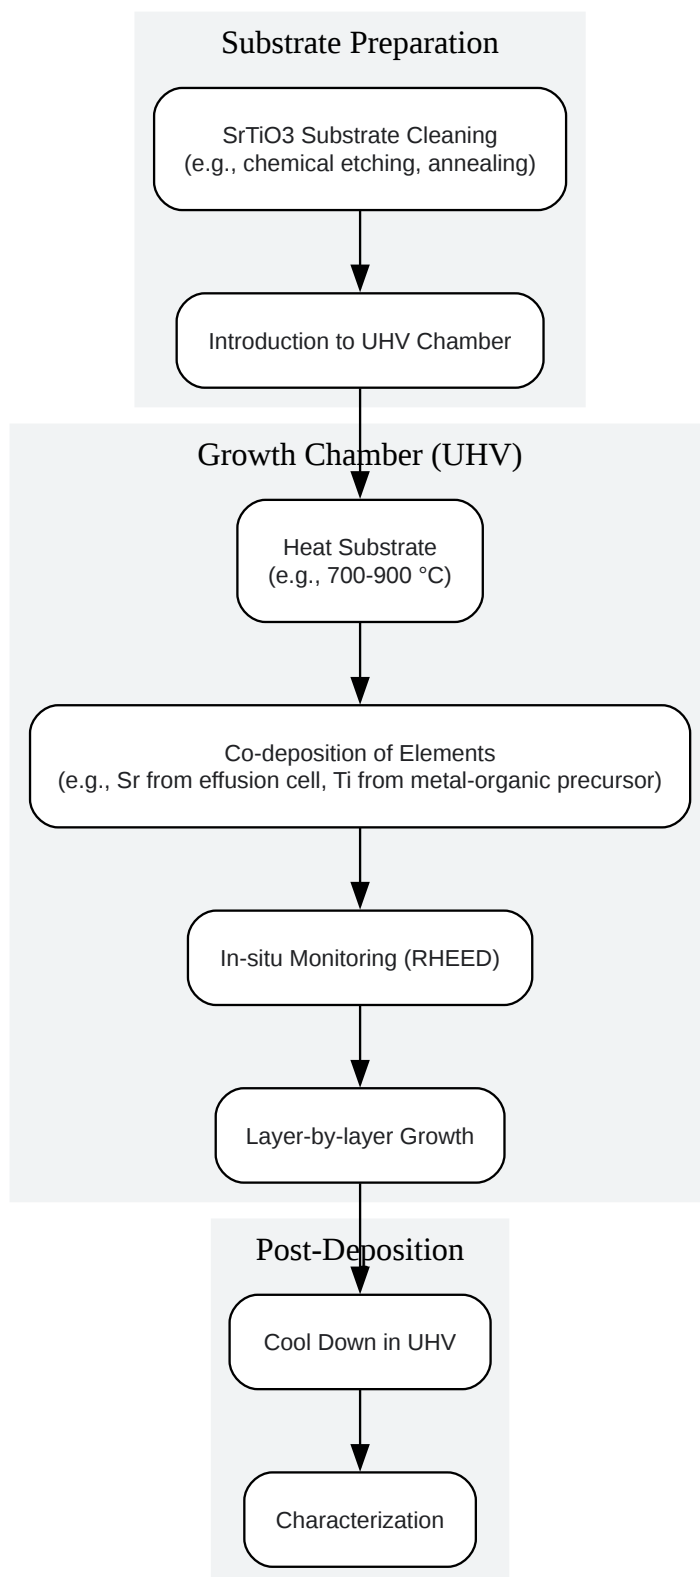 Substrate Preparation
SrTiO3 Substrate Cleaning
(e.g., chemical etching, annealing)
Introduction to UHV Chamber
Growth Chamber (UHV)
Heat Substrate
(e.g., 700-900 °C)
Co-deposition of Elements
(e.g., Sr from effusion cell, Ti from metal-organic precursor)
In-situ Monitoring (RHEED)
Layer-by-layer Growth
Post-Deposition
Cool Down in UHV
Characterization